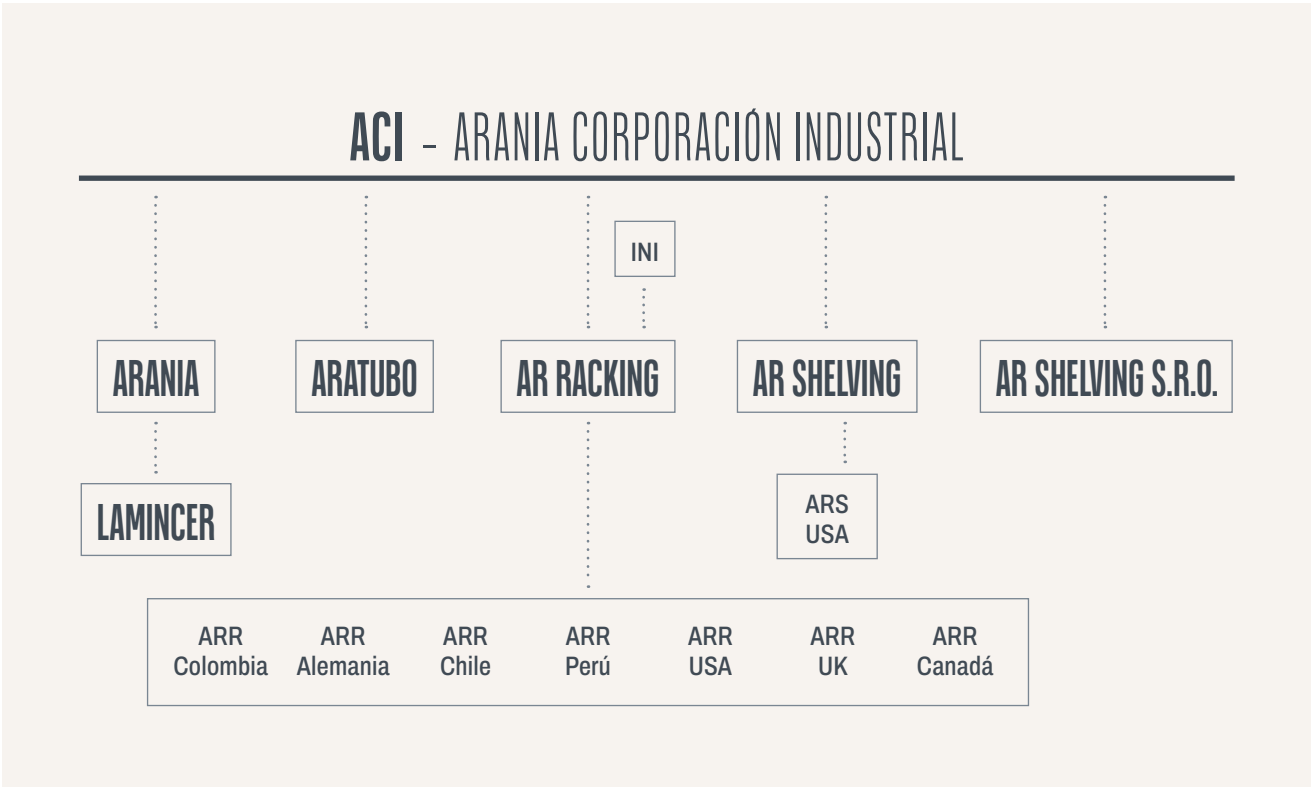 ACI – ARANIA CORPORACIÓN INDUSTRIAL
INI
ARANIA
ARATUBO
AR RACKING
AR SHELVING
AR SHELVING S.R.O.
LAMINCER
ARS
USA
ARR
Colombia
ARR
Alemania
ARR
Chile
ARR
Perú
ARR
USA
ARR
UK
ARR
Canadá